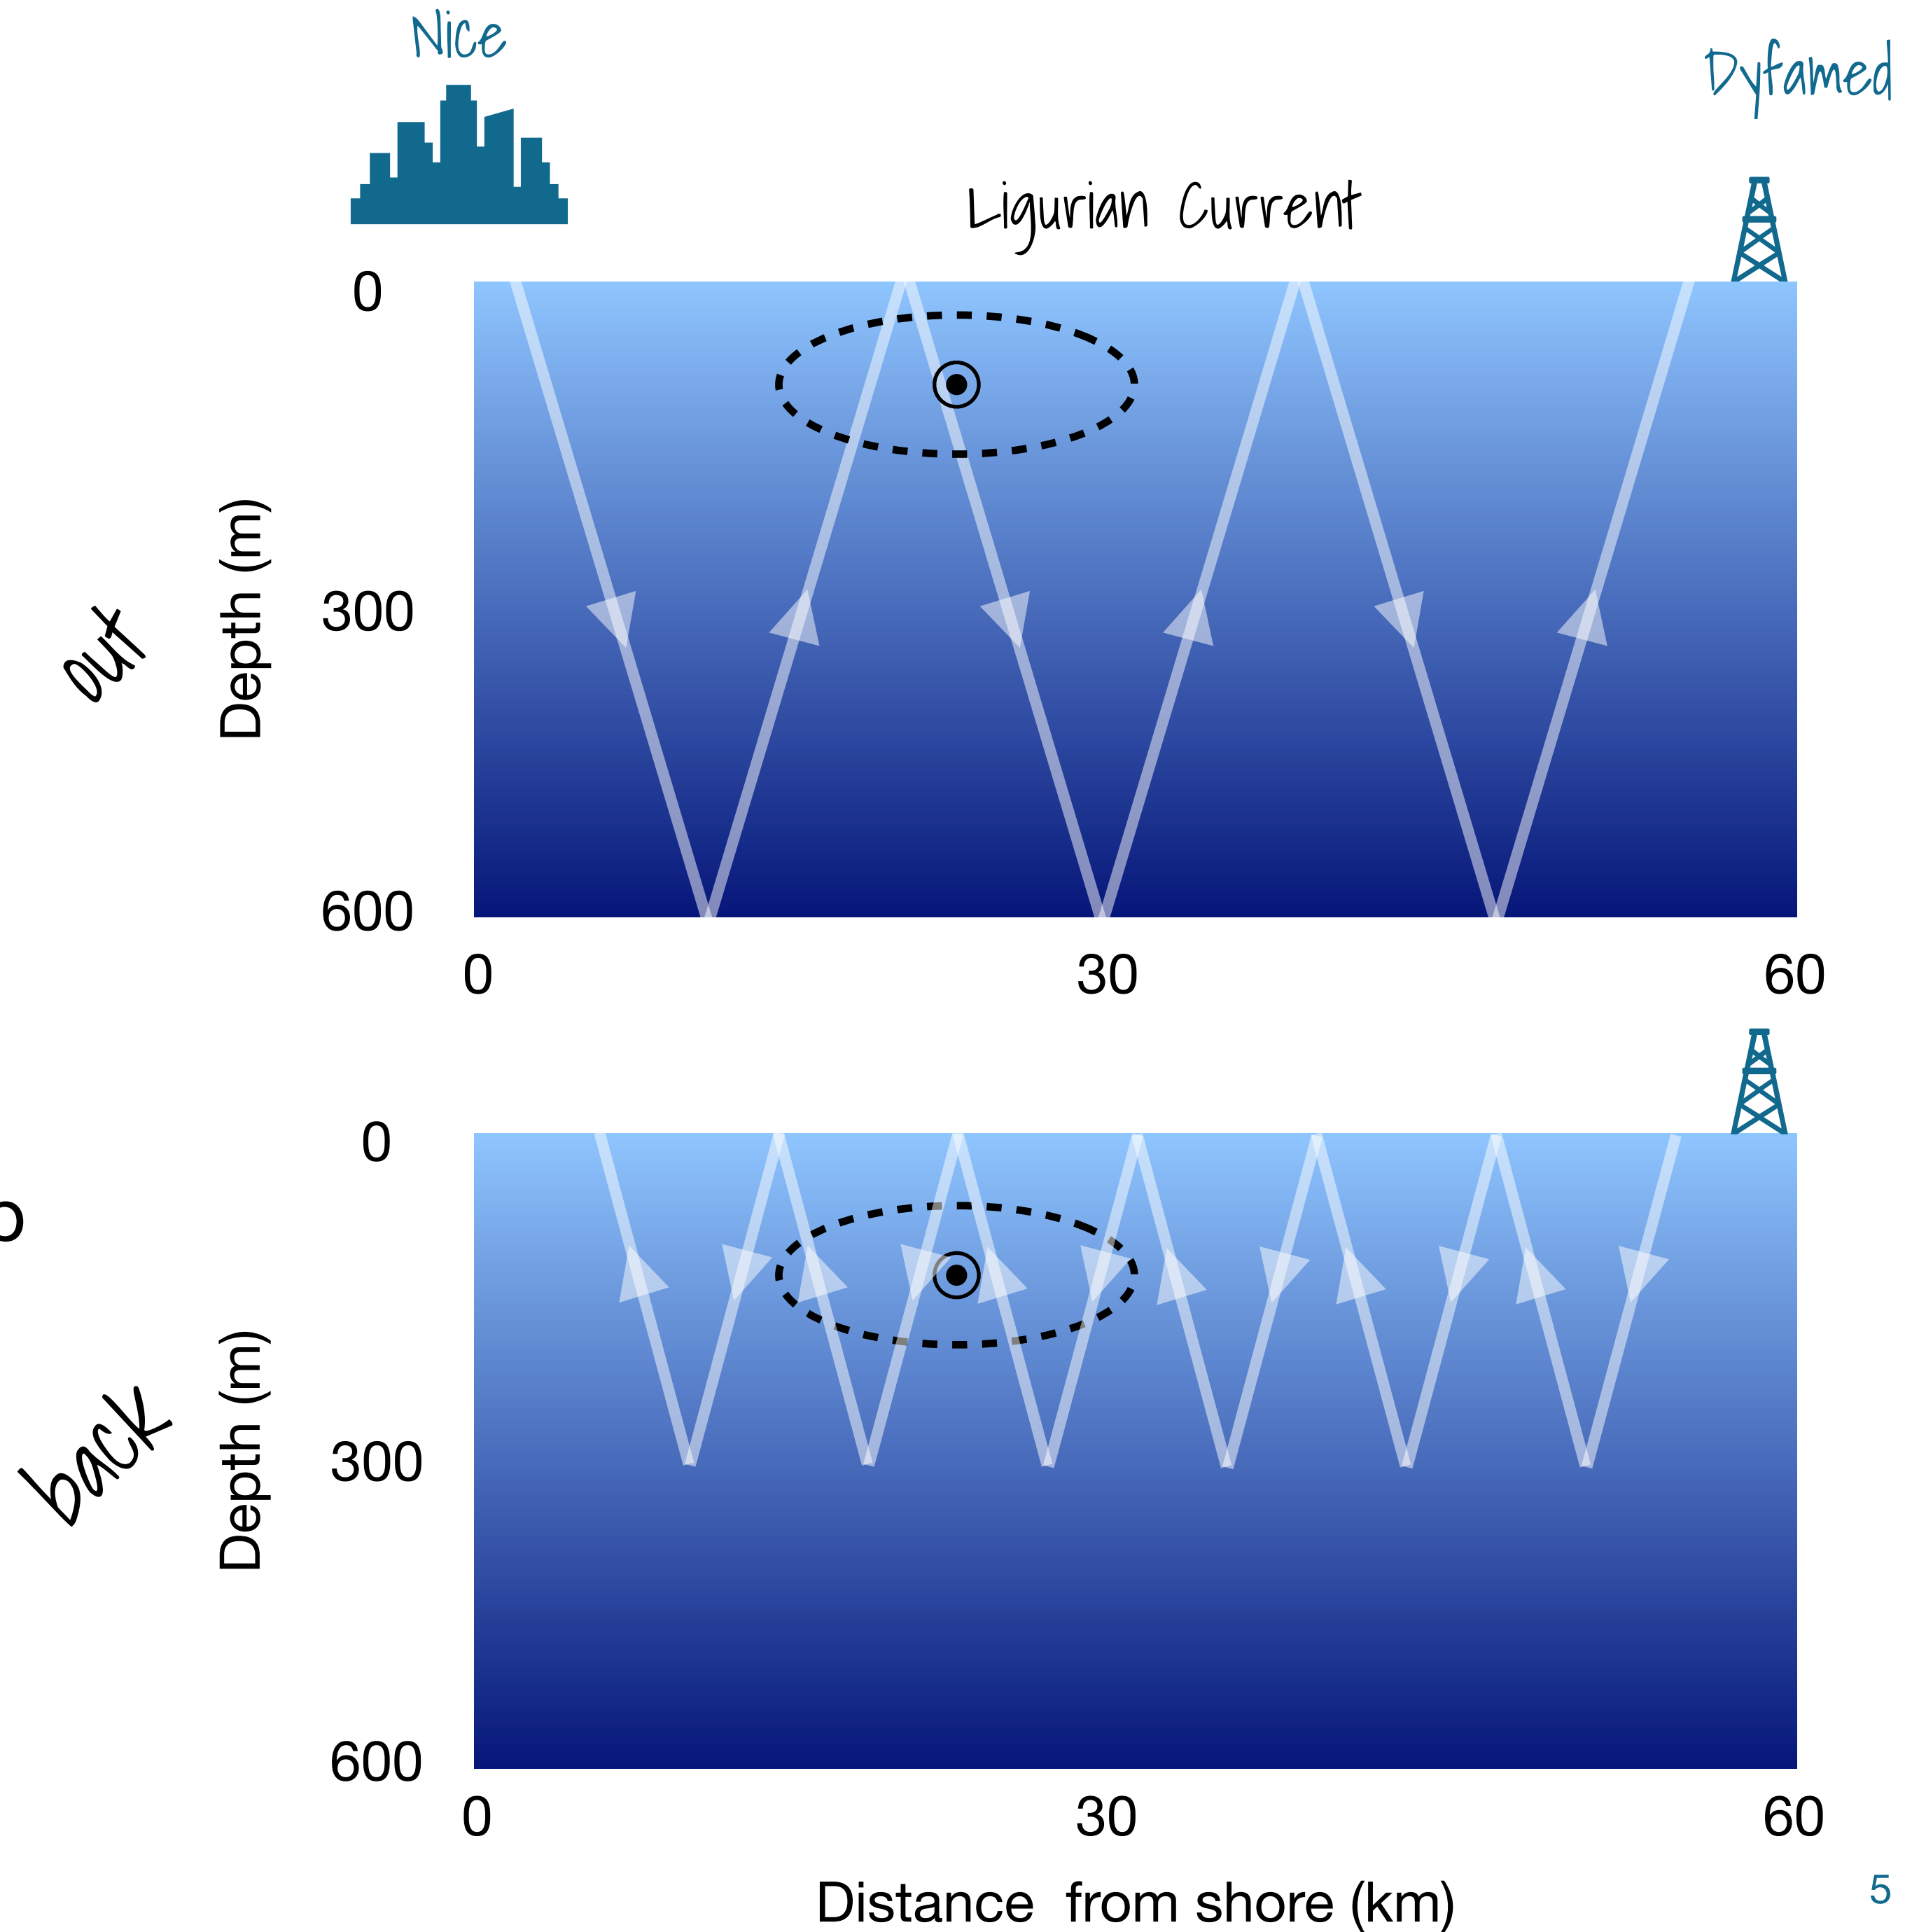 Nice
Dyfamed
Ligurian Current
0
out
Depth (m)
300
600
0 30 60
0
back
Depth (m)
300
600
0 30 60
Distance from shore (km)
5